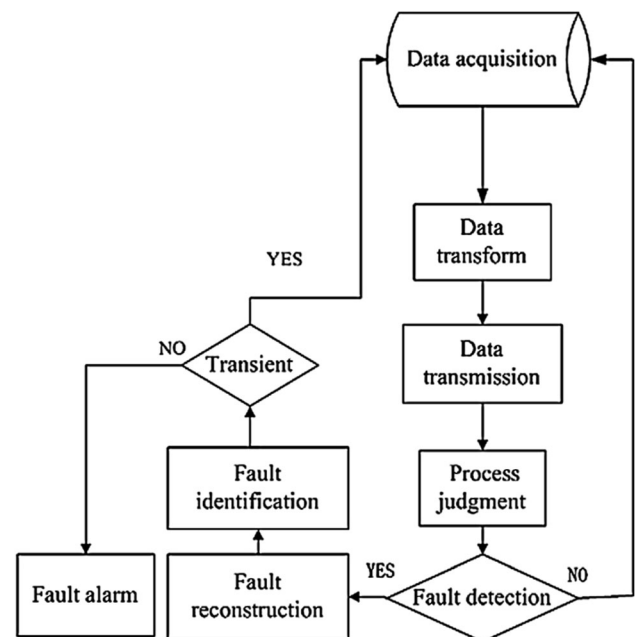 Data acquisition
Data
transform
YES
Data
transmission
NO
Transient
Process
judgment
Fault
identification
Fault alarm
Fault
reconstruction
YES
Fault detection
NO